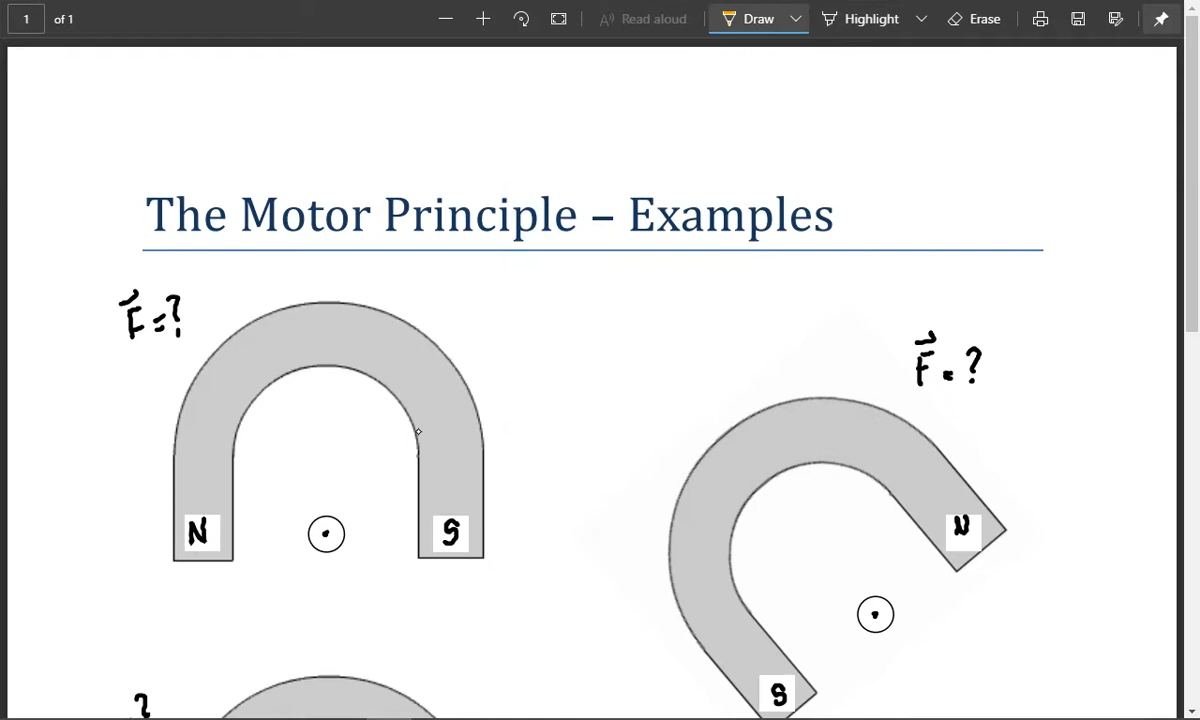 1 of 1 Read aloud Draw Highlight Erase
The Motor Principle – Examples
F = ?
F = ?
N S
N
S
?